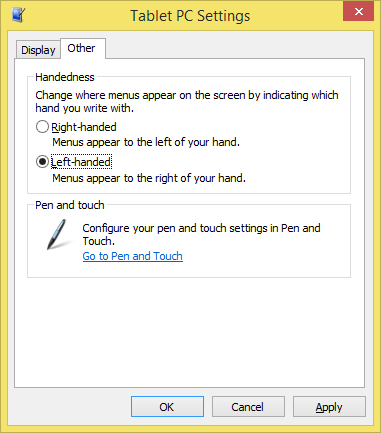 Tablet PC Settings
Display
Other
Handedness
Change where menus appear on the screen by indicating which
hand you write with.
Right-handed
Menus appear to the left of your hand.
Left-handed
Menus appear to the right of your hand.
Pen and touch
Configure your pen and touch settings in Pen and
Touch.
Go to Pen and Touch
OK
Cancel
Apply